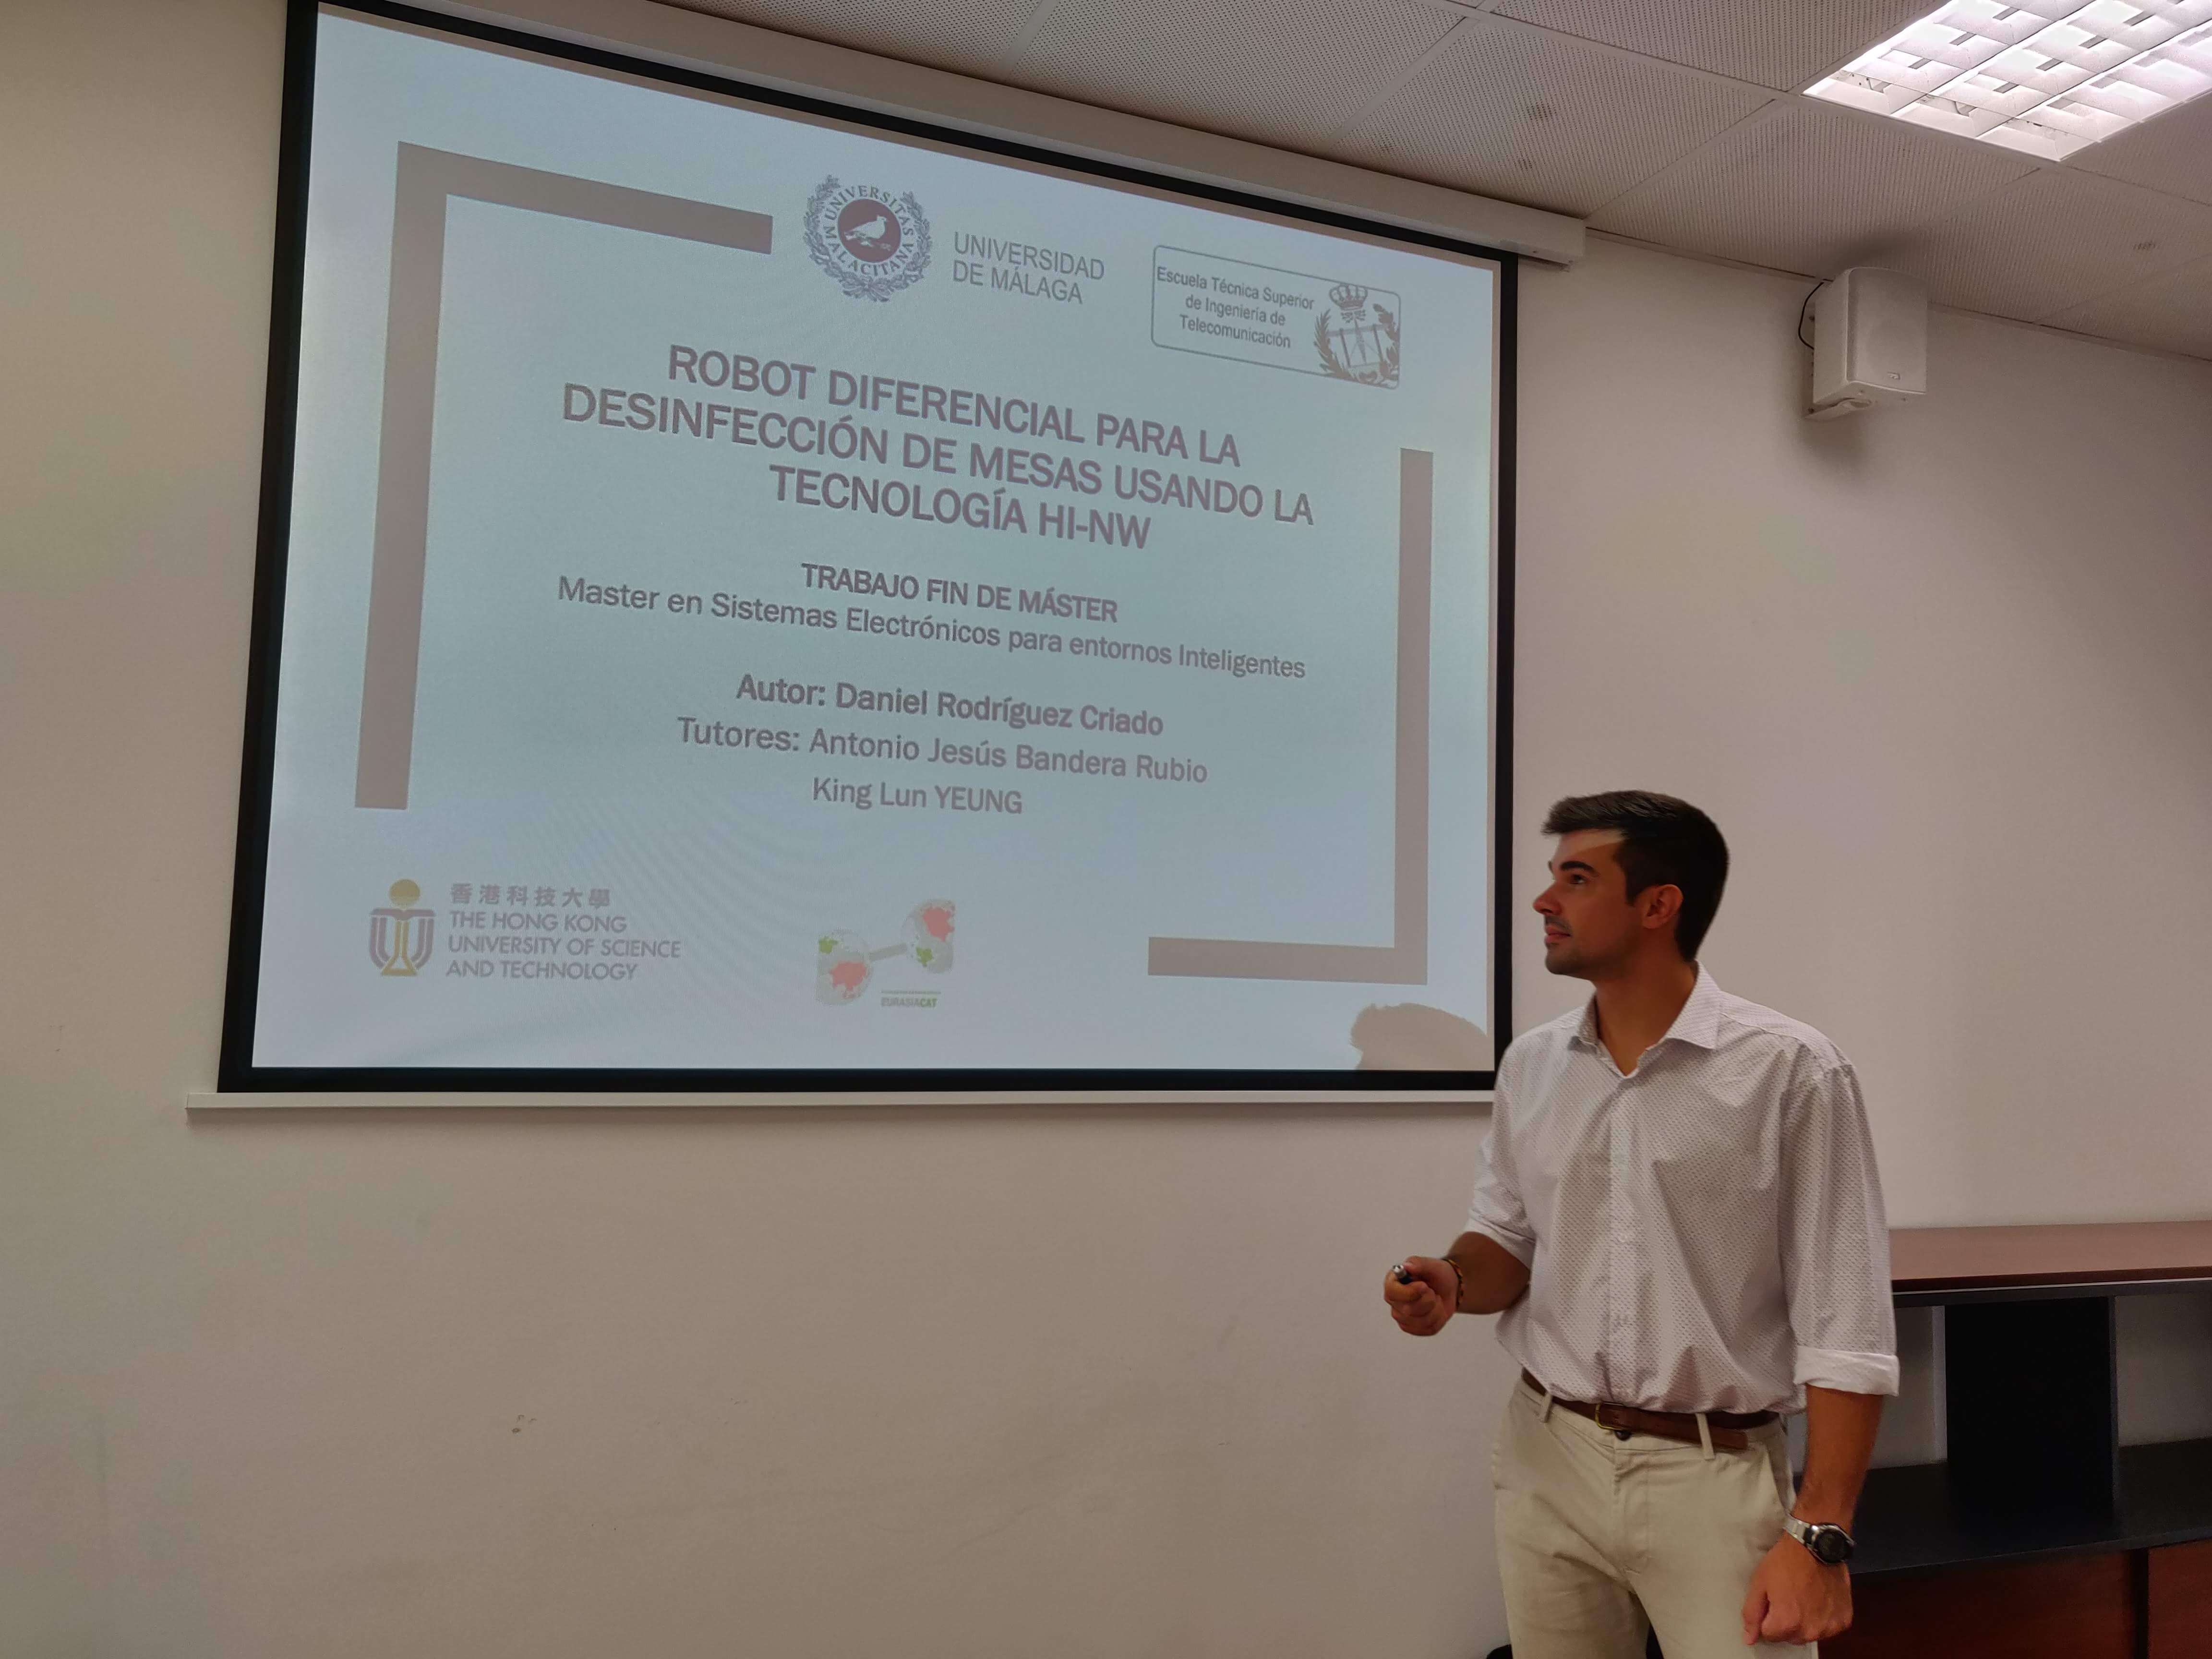 UNIVERSITAS MALACITANA
UNIVERSIDAD
DE MÁLAGA
Escuela Técnica Superior
de Ingeniería de
Telecomunicación
ROBOT DIFERENCIAL PARA LA
DESINFECCIÓN DE MESAS USANDO LA
TECNOLOGÍA HI-NW
TRABAJO FIN DE MÁSTER
Master en Sistemas Electrónicos para entornos Inteligentes
Autor: Daniel Rodríguez Criado
Tutores: Antonio Jesús Bandera Rubio
King Lun YEUNG
香港科技大學
THE HONG KONG
UNIVERSITY OF SCIENCE
AND TECHNOLOGY
EURASIACAT